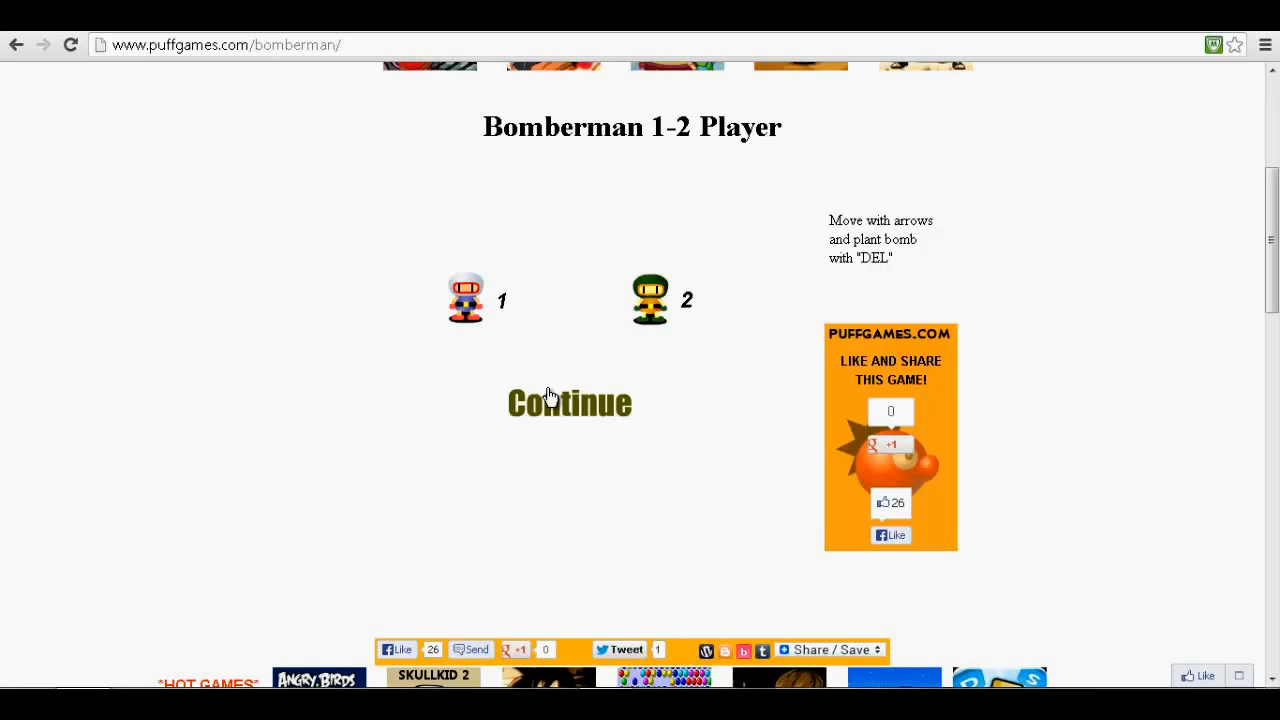 www.puffgames.com/bomberman/
Bomberman 1-2 Player
Move with arrows
and plant bomb
with "DEL"
1
2
Continue
PUFFGAMES.COM
LIKE AND SHARE
THIS GAME!
0
g +1
26
Like
Like 26 Send g +1 0 Tweet 1 Share / Save
*HOT GAMES*
ANGRY BIRDS
SKULLKID 2
Like